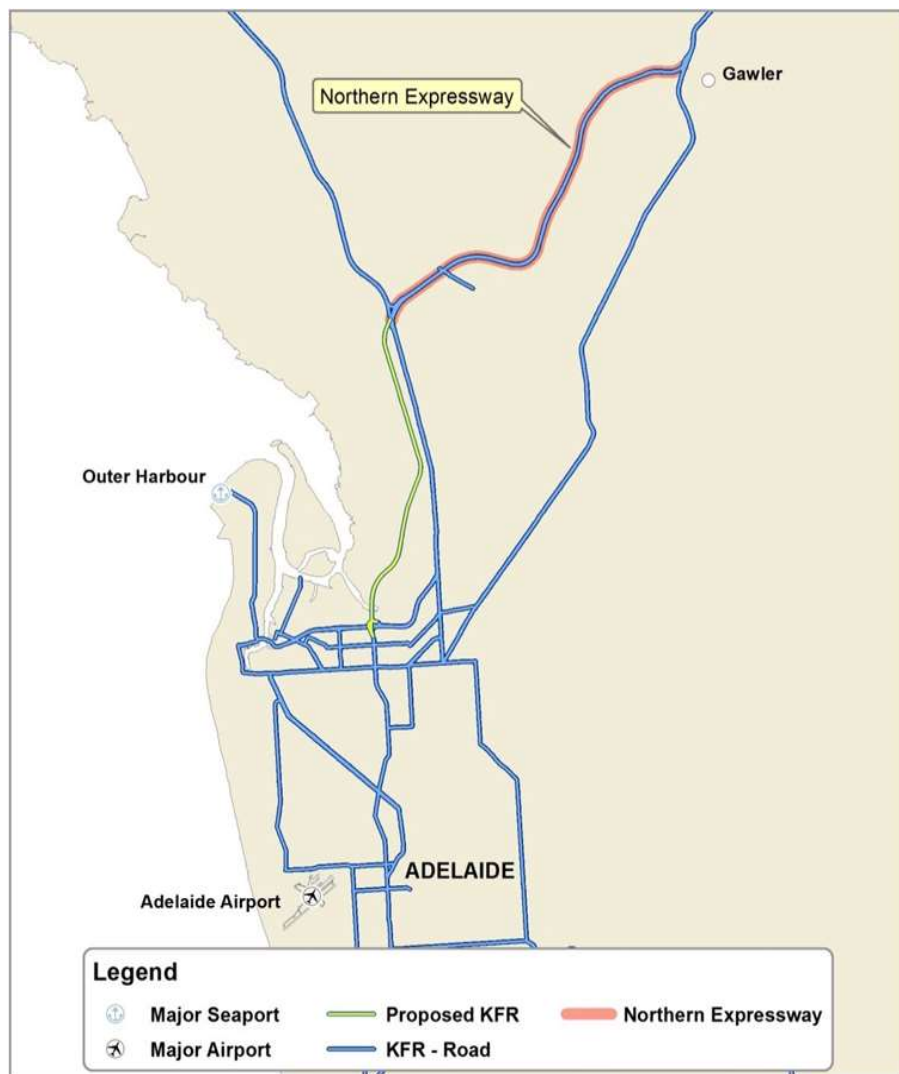 Gawler
Northern Expressway
Outer Harbour
ADELAIDE
Adelaide Airport
Legend
Major Seaport
Proposed KFR
Northern Expressway
Major Airport
KFR - Road